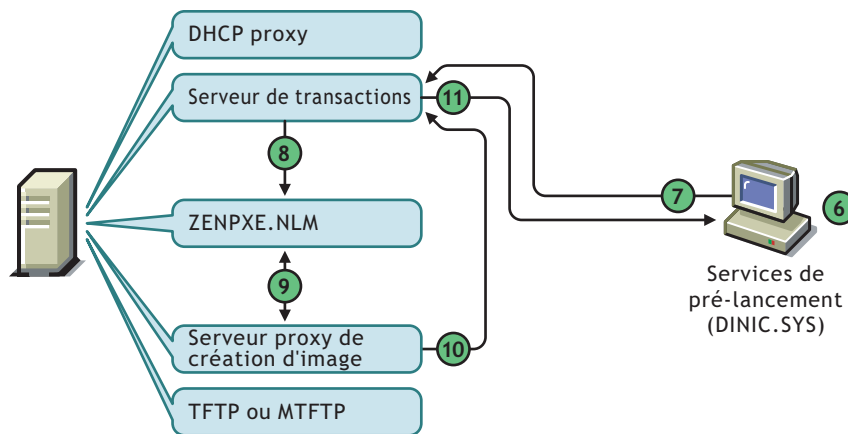 DHCP proxy
Serveur de transactions
11
8
7
6
ZENPXE.NLM
9
Services de
pré-lancement
(DINIC.SYS)
Serveur proxy de
création d'image
10
TFTP ou MTFTP